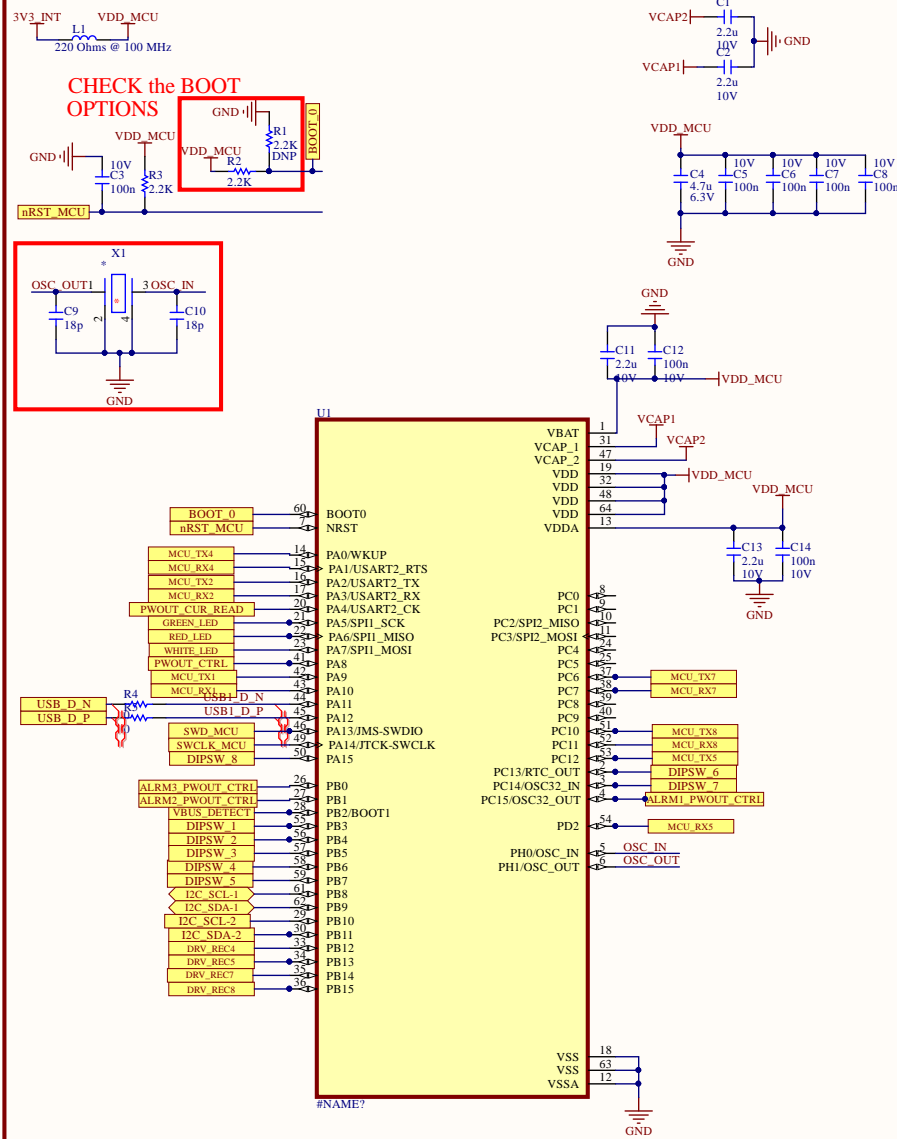 3V3_INT
VDD_MCU
L1
220 Ohms @ 100 MHz
CHECK the BOOT
OPTIONS
GND
R1
2.2K
DNP
BOOT_0
VDD_MCU
R2
2.2K
VDD_MCU
GND
10V
C3
100n
R3
2.2K
nRST_MCU
C1
VCAP2
2.2u
10V
GND
C2
VCAP1
2.2u
10V
VDD_MCU
C4
4.7u
6.3V
10V
C5
100n
10V
C6
100n
10V
C7
100n
10V
C8
100n
GND
X1
*
OSC_OUT 1
3 OSC_IN
*
C9
18p
2
4
C10
18p
GND
GND
C11
2.2u
10V
C12
100n
10V
VDD_MCU
U1
VBAT 1
VCAP_1 31 VCAP1
VCAP_2 47 VCAP2
VDD 19 VDD_MCU
VDD 32
VDD 48
VDD 64
VDDA 13
VDD_MCU
C13
2.2u
10V
C14
100n
10V
GND
BOOT_0 60 BOOT0
nRST_MCU 7 NRST
MCU_TX4 14 PA0/WKUP
MCU_RX4 15 PA1/USART2_RTS
MCU_TX2 16 PA2/USART2_TX
MCU_RX2 17 PA3/USART2_RX
PWOUT_CUR_READ 20 PA4/USART2_CK
GREEN_LED 21 PA5/SPI1_SCK
RED_LED 22 PA6/SPI1_MISO
WHITE_LED 23 PA7/SPI1_MOSI
PWOUT_CTRL 41 PA8
MCU_TX1 42 PA9
MCU_RX1 43 PA10
USB_D_N R4 USB1_D_N 44 PA11
USB_D_P USB1_D_P 45 PA12
SWD_MCU 46 PA13/JMS-SWDIO
SWCLK_MCU 49 PA14/JTCK-SWCLK
DIPSW_8 50 PA15
ALRM3_PWOUT_CTRL 26 PB0
ALRM2_PWOUT_CTRL 27 PB1
VBUS_DETECT 28 PB2/BOOT1
DIPSW_1 55 PB3
DIPSW_2 56 PB4
DIPSW_3 57 PB5
DIPSW_4 58 PB6
DIPSW_5 59 PB7
I2C_SCL-1 61 PB8
I2C_SDA-1 62 PB9
I2C_SCL-2 29 PB10
I2C_SDA-2 30 PB11
DRV_REC4 33 PB12
DRV_REC5 34 PB13
DRV_REC7 35 PB14
DRV_REC8 36 PB15
PC0 8
PC1 9
PC2/SPI2_MISO 10
PC3/SPI2_MOSI 11
PC4 24
PC5 25
PC6 37 MCU_TX7
PC7 38 MCU_RX7
PC8 39
PC9 40
PC10 51 MCU_TX8
PC11 52 MCU_RX8
PC12 53 MCU_TX5
PC13/RTC_OUT 2 DIPSW_6
PC14/OSC32_IN 3 DIPSW_7
PC15/OSC32_OUT 4 ALRM1_PWOUT_CTRL
PD2 54 MCU_RX5
PH0/OSC_IN 5 OSC_IN
PH1/OSC_OUT 6 OSC_OUT
VSS 18
VSS 63
VSSA 12
GND
#NAME?